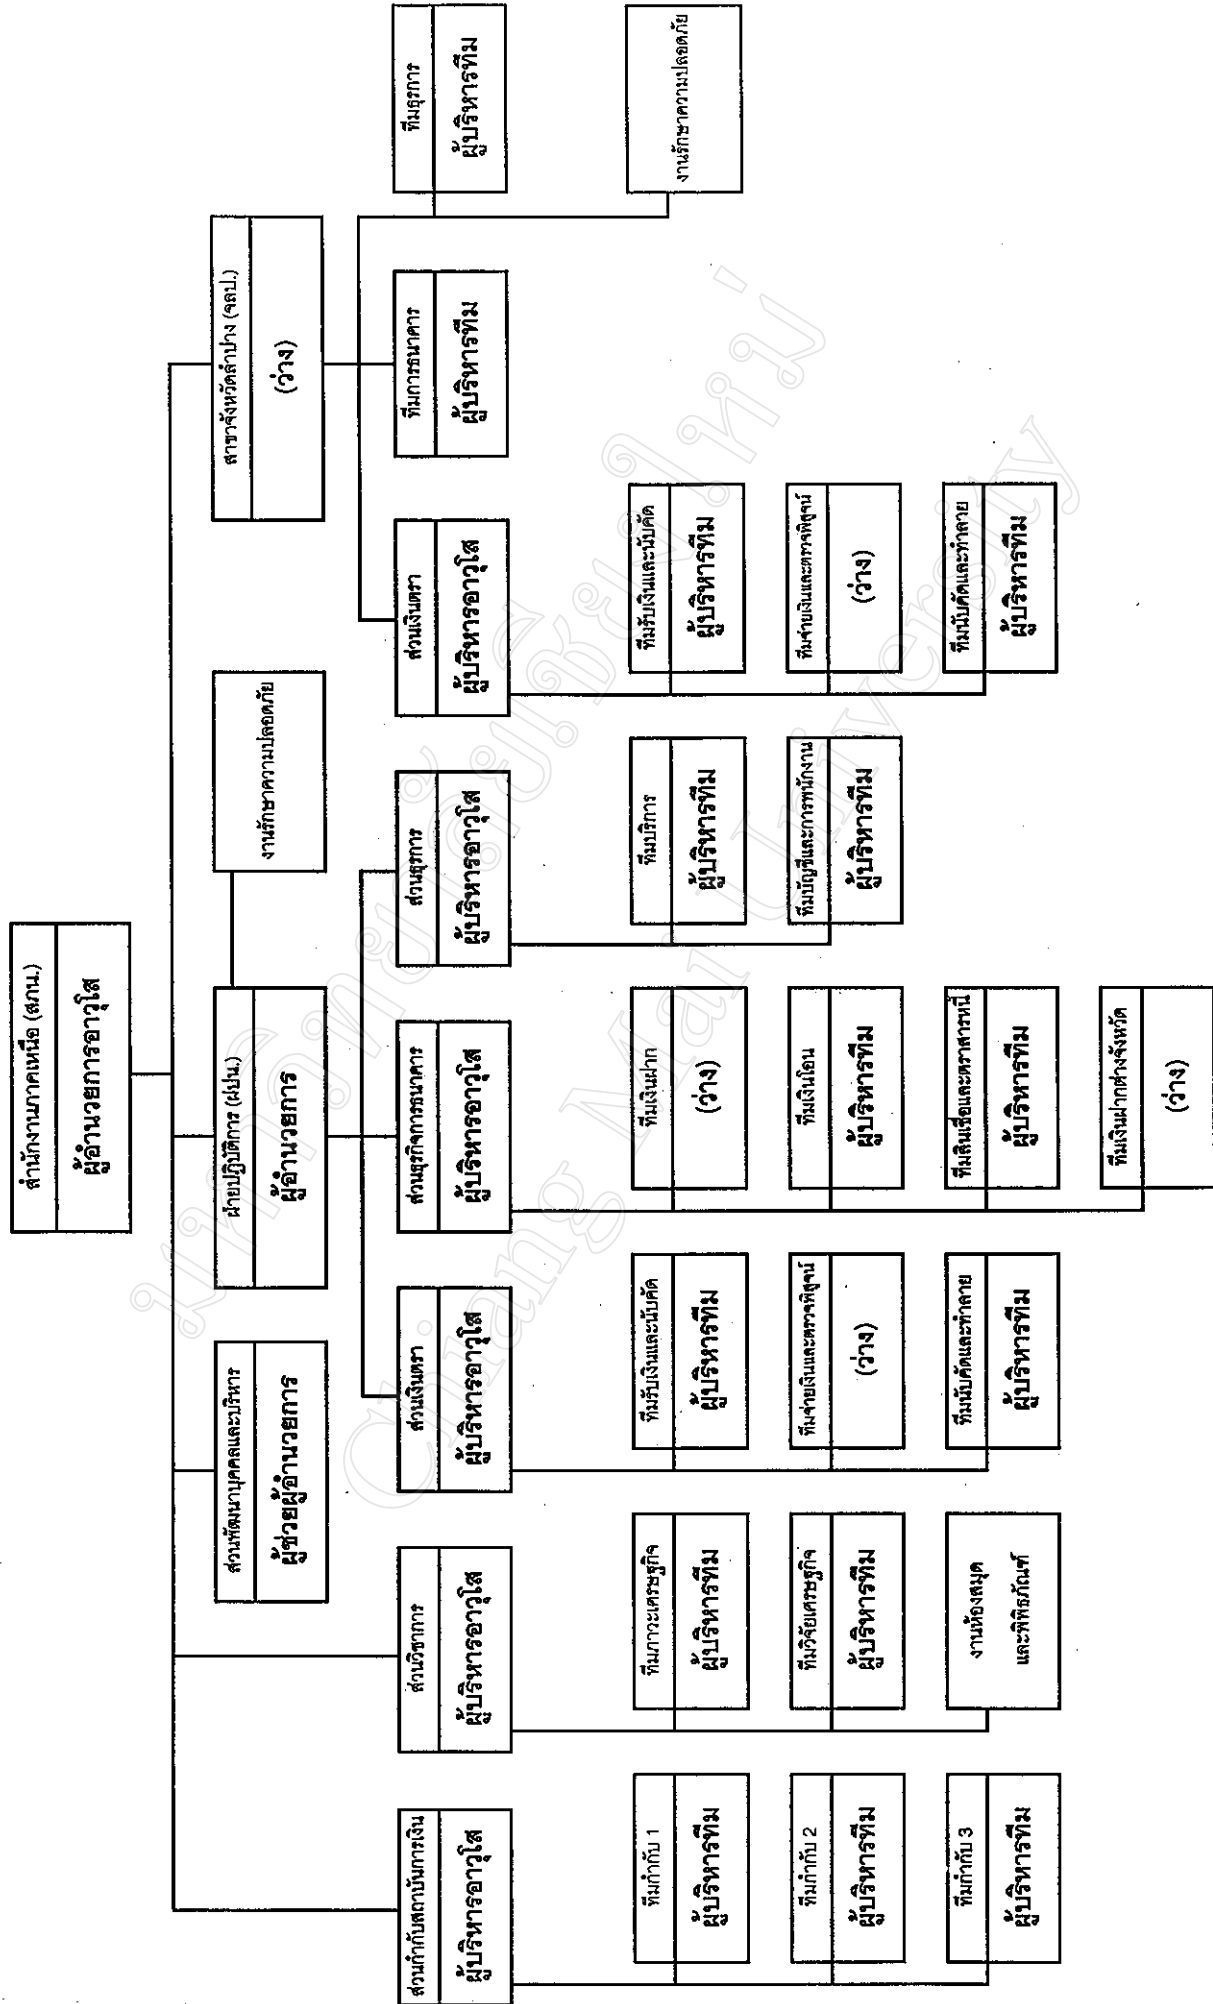 สำนักงานภาคเหนือ (สภน.)
ผู้อำนวยการอาวุโส
ส่วนพัฒนาบุคคลและบริหาร
ผู้ช่วยผู้อำนวยการ
ฝ่ายปฏิบัติการ (ฝปน.)
ผู้อำนวยการ
งานรักษาความปลอดภัย
สาขาจังหวัดลำปาง (จลป.)
(ว่าง)
ส่วนกำกับสถาบันการเงิน
ผู้บริหารอาวุโส
ส่วนวิชาการ
ผู้บริหารอาวุโส
ส่วนเงินตรา
ผู้บริหารอาวุโส
ส่วนธุรกิจการธนาคาร
ผู้บริหารอาวุโส
ส่วนธุรการ
ผู้บริหารอาวุโส
ส่วนเงินตรา
ผู้บริหารอาวุโส
ทีมการธนาคาร
ผู้บริหารทีม
ทีมธุรการ
ผู้บริหารทีม
ทีมกำกับ 1
ผู้บริหารทีม
ทีมภาวะเศรษฐกิจ
ผู้บริหารทีม
ทีมรับเงินและนับคัด
ผู้บริหารทีม
ทีมเงินฝาก
(ว่าง)
ทีมบริการ
ผู้บริหารทีม
ทีมรับเงินและนับคัด
ผู้บริหารทีม
งานรักษาความปลอดภัย
ทีมกำกับ 2
ผู้บริหารทีม
ทีมวิจัยเศรษฐกิจ
ผู้บริหารทีม
ทีมจ่ายเงินและตรวจพิสูจน์
(ว่าง)
ทีมเงินโอน
ผู้บริหารทีม
ทีมบัญชีและการพนักงาน
ผู้บริหารทีม
ทีมจ่ายเงินและตรวจพิสูจน์
(ว่าง)
ทีมกำกับ 3
ผู้บริหารทีม
งานห้องสมุด
และพิพิธภัณฑ์
ทีมนับคัดและทำลาย
ผู้บริหารทีม
ทีมสินเชื่อและตราสารหนี้
ผู้บริหารทีม
ทีมนับคัดและทำลาย
ผู้บริหารทีม
ทีมเงินฝากต่างจังหวัด
(ว่าง)
มหาวิทยาลัยเชียงใหม่
Chiang Mai University